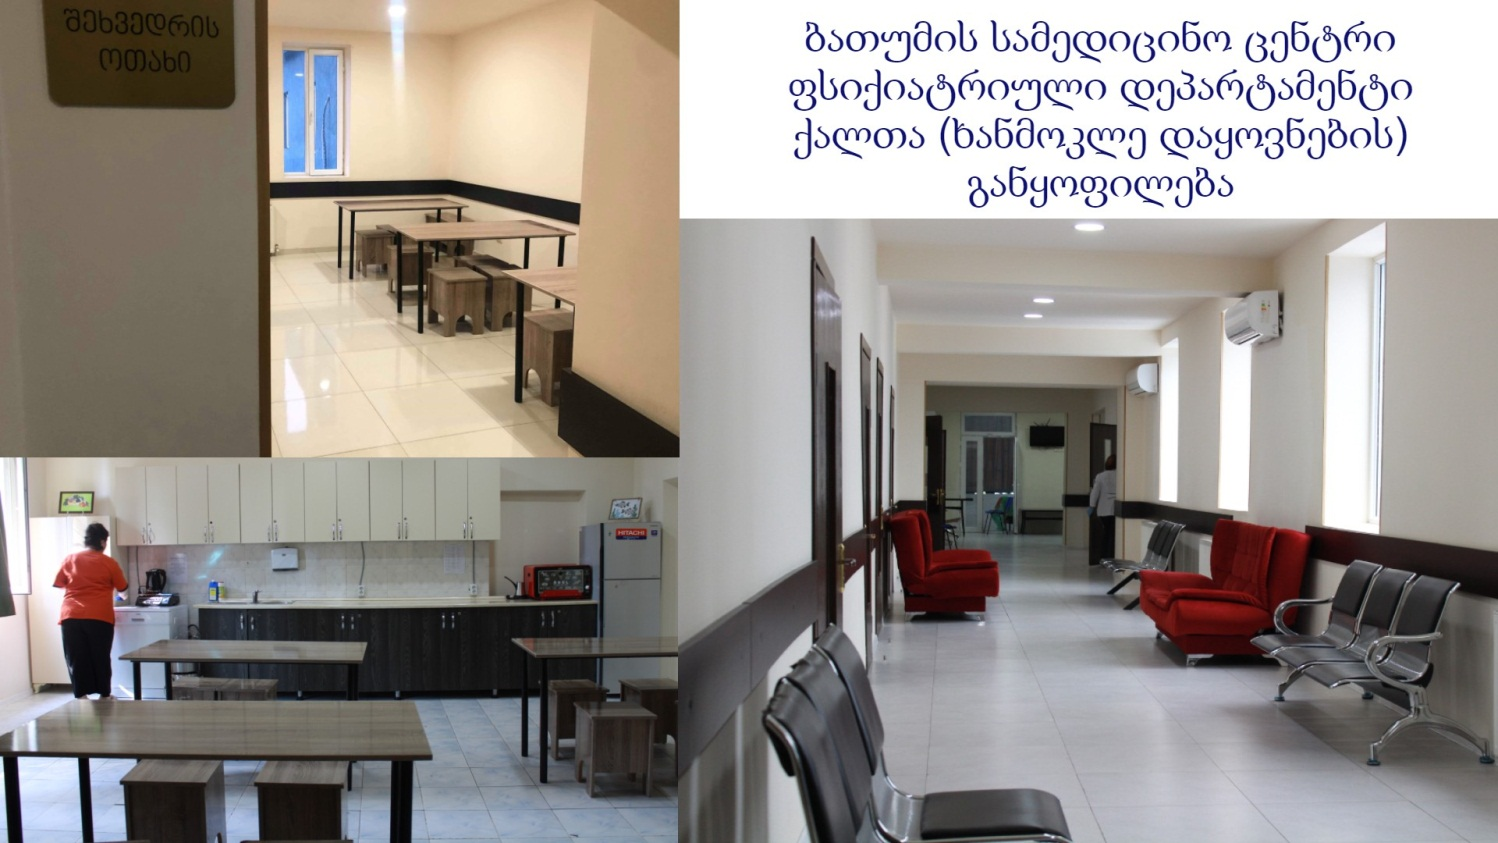 შეხვედრის
ოთახი
ბათუმის სამედიცინო ცენტრი
ფსიქიატრიული დეპარტამენტი
ქალთა (ხანმოკლე დაყოვნების)
განყოფილება
HITACHI